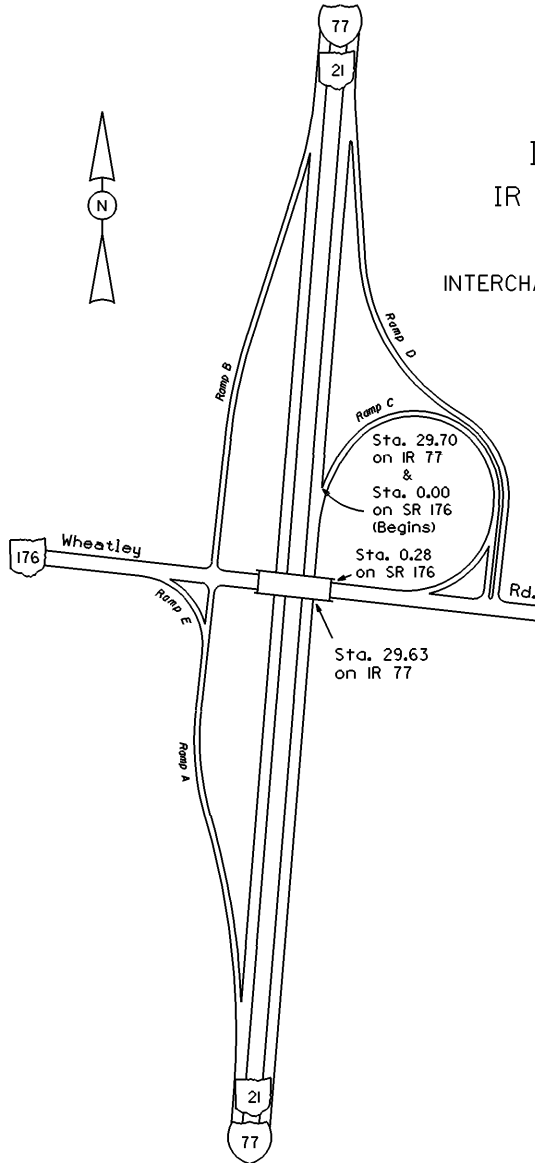 77
21
N
I
IR
INTERCHA
Ramp D
Ramp B
Ramp C
Sta. 29.70
on IR 77
&
Sta. 0.00
on SR 176
(Begins)
Wheatley
176
Sta. 0.28
on SR 176
Rd.
Ramp E
Sta. 29.63
on IR 77
Ramp A
21
77